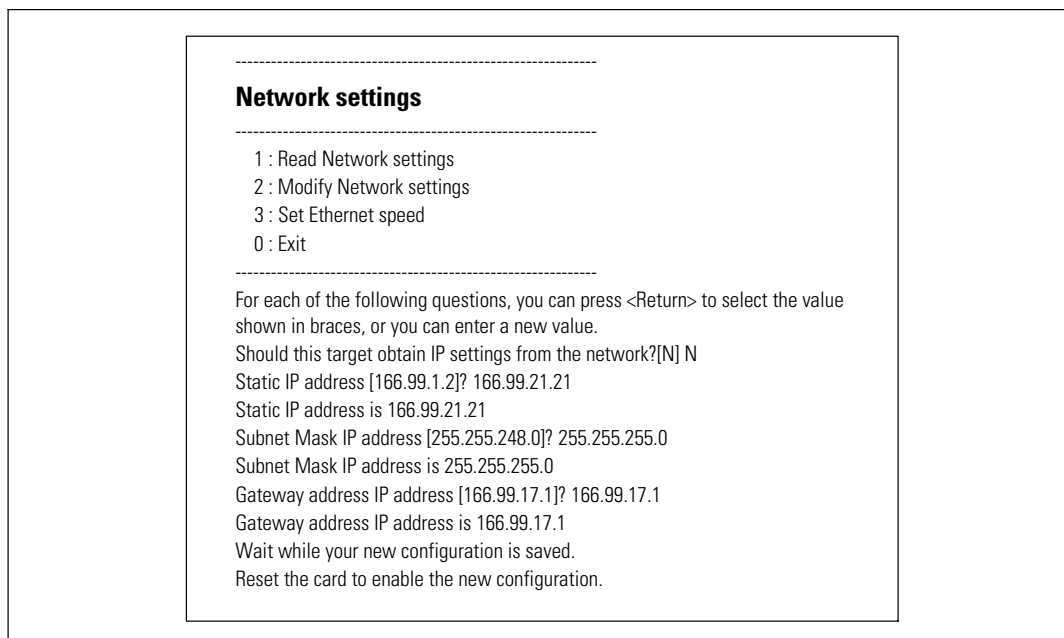 -------------------------------------------------------------
Network settings
-------------------------------------------------------------
1 : Read Network settings
2 : Modify Network settings
3 : Set Ethernet speed
0 : Exit
-------------------------------------------------------------
For each of the following questions, you can press <Return> to select the value
shown in braces, or you can enter a new value.
Should this target obtain IP settings from the network?[N] N
Static IP address [166.99.1.2]? 166.99.21.21
Static IP address is 166.99.21.21
Subnet Mask IP address [255.255.248.0]? 255.255.255.0
Subnet Mask IP address is 255.255.255.0
Gateway address IP address [166.99.17.1]? 166.99.17.1
Gateway address IP address is 166.99.17.1
Wait while your new configuration is saved.
Reset the card to enable the new configuration.